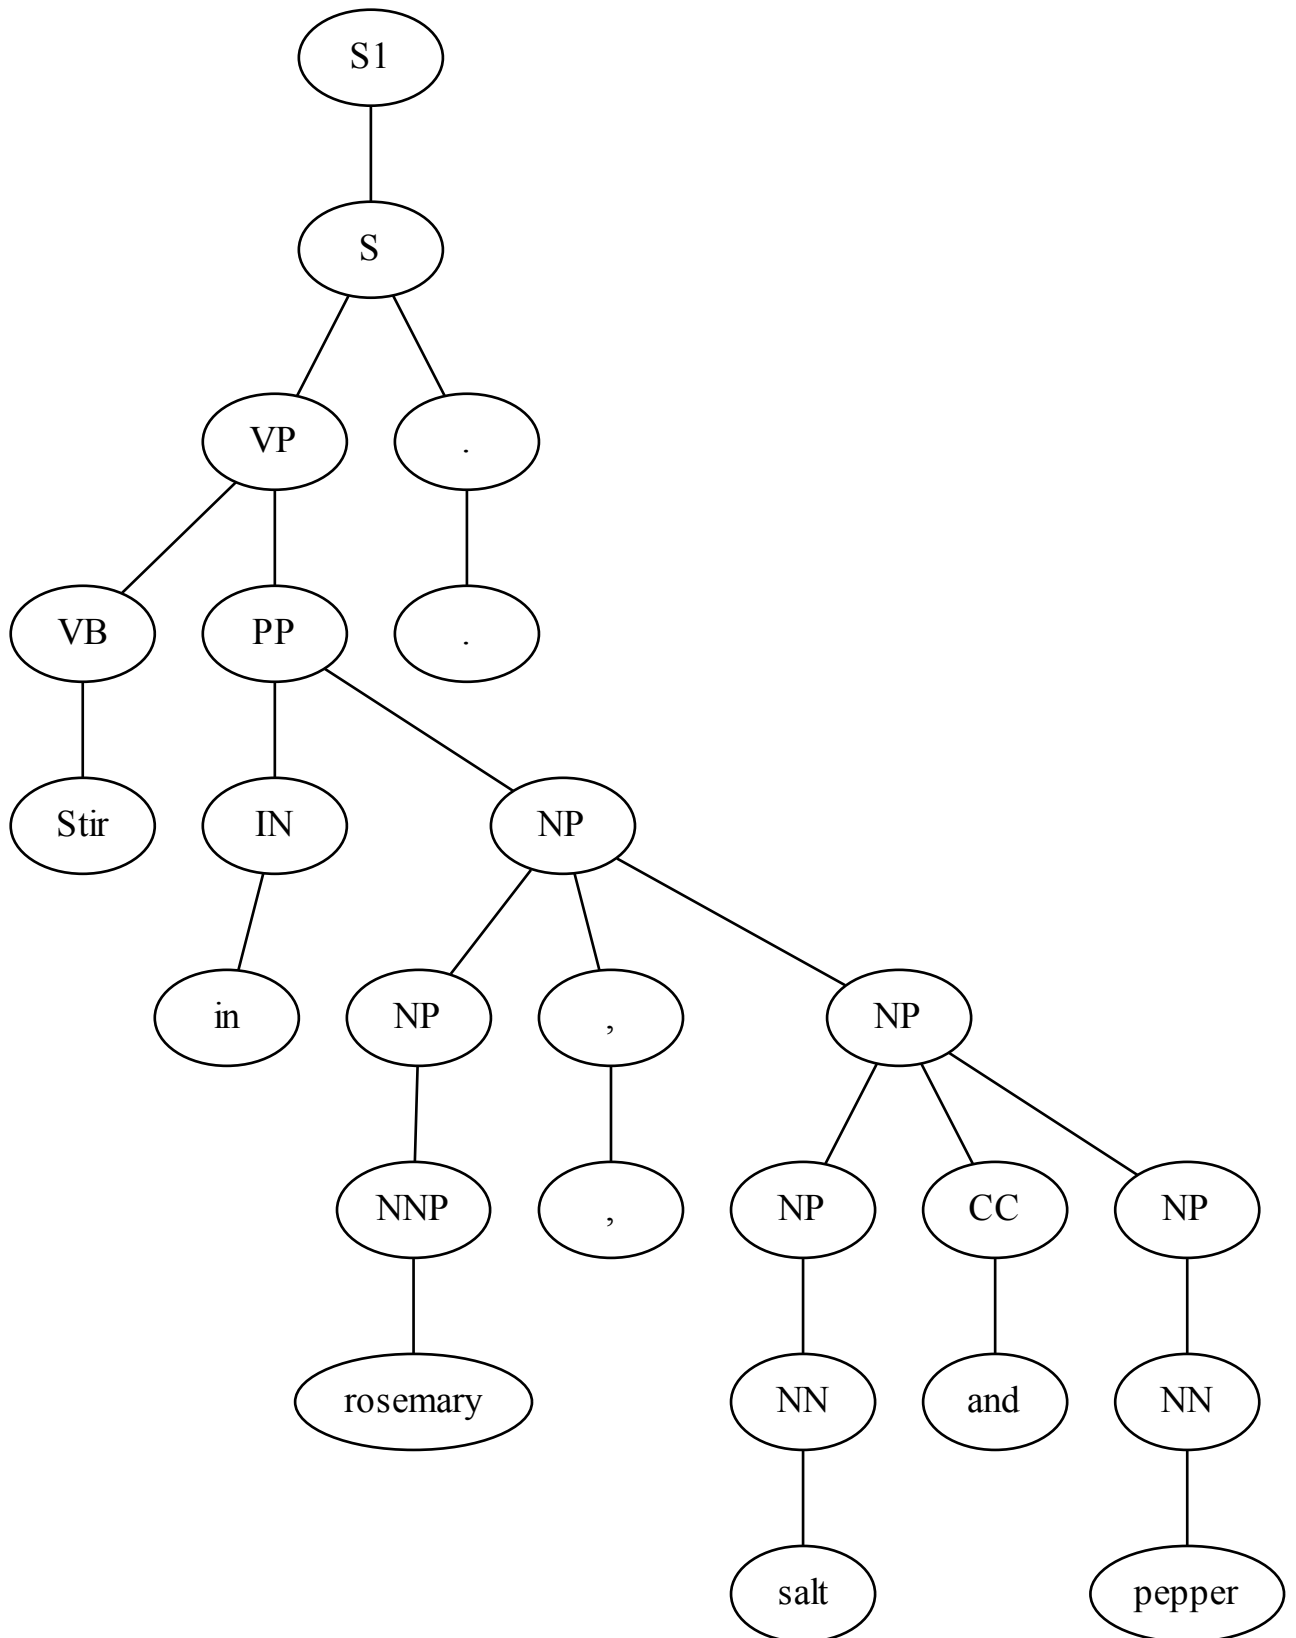 S1
S
VP .
VB PP .
Stir IN NP
in NP , NP
NNP , NP CC NP
rosemary NN and NN
salt pepper